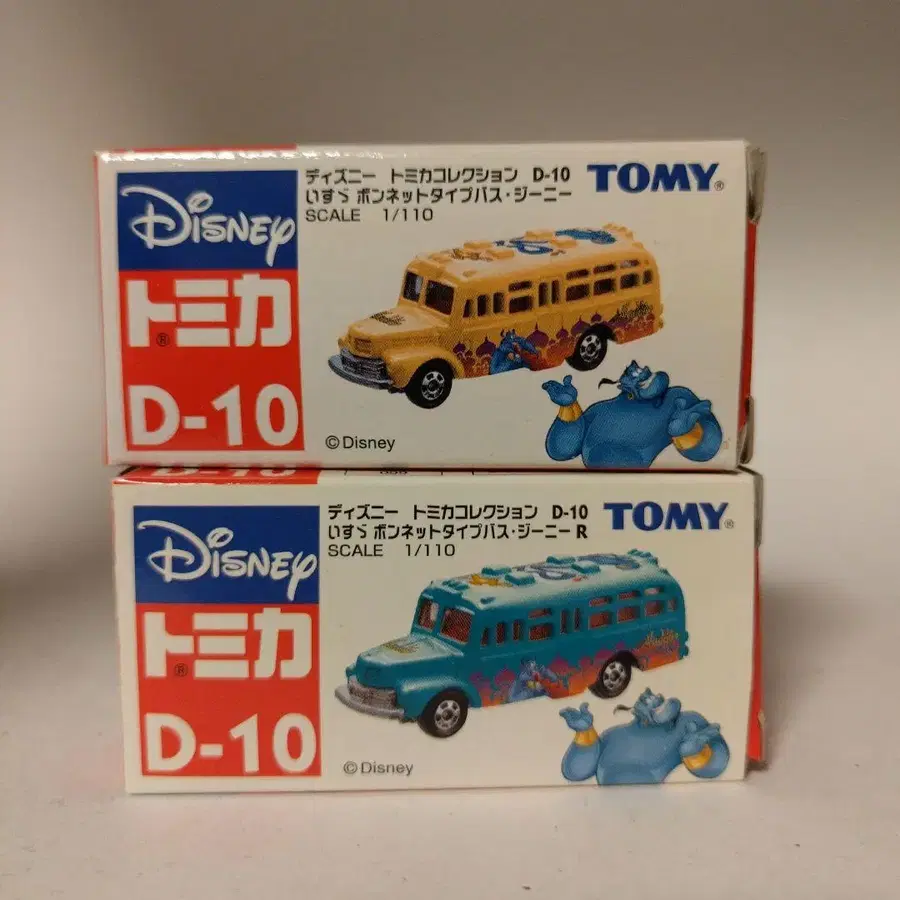 Disney
トミカ®
D-10
ディズニー トミカコレクション D-10
いすゞ ボンネットタイプバス・ジーニー
SCALE 1/110
TOMY®
©Disney
D-10
Disney
トミカ®
D-10
ディズニー トミカコレクション D-10
いすゞ ボンネットタイプバス・ジーニー R
SCALE 1/110
TOMY®
©Disney